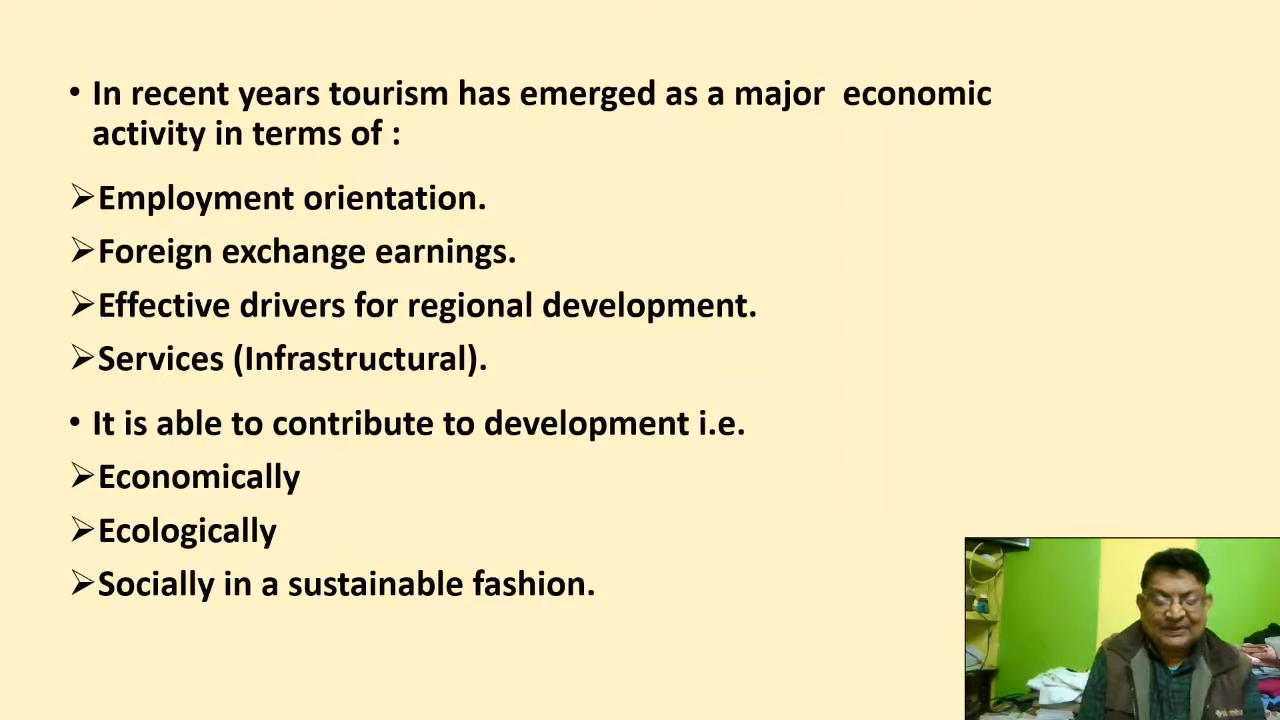 • In recent years tourism has emerged as a major economic
activity in terms of :
➢Employment orientation.
➢Foreign exchange earnings.
➢Effective drivers for regional development.
➢Services (Infrastructural).
• It is able to contribute to development i.e.
➢Economically
➢Ecologically
➢Socially in a sustainable fashion.